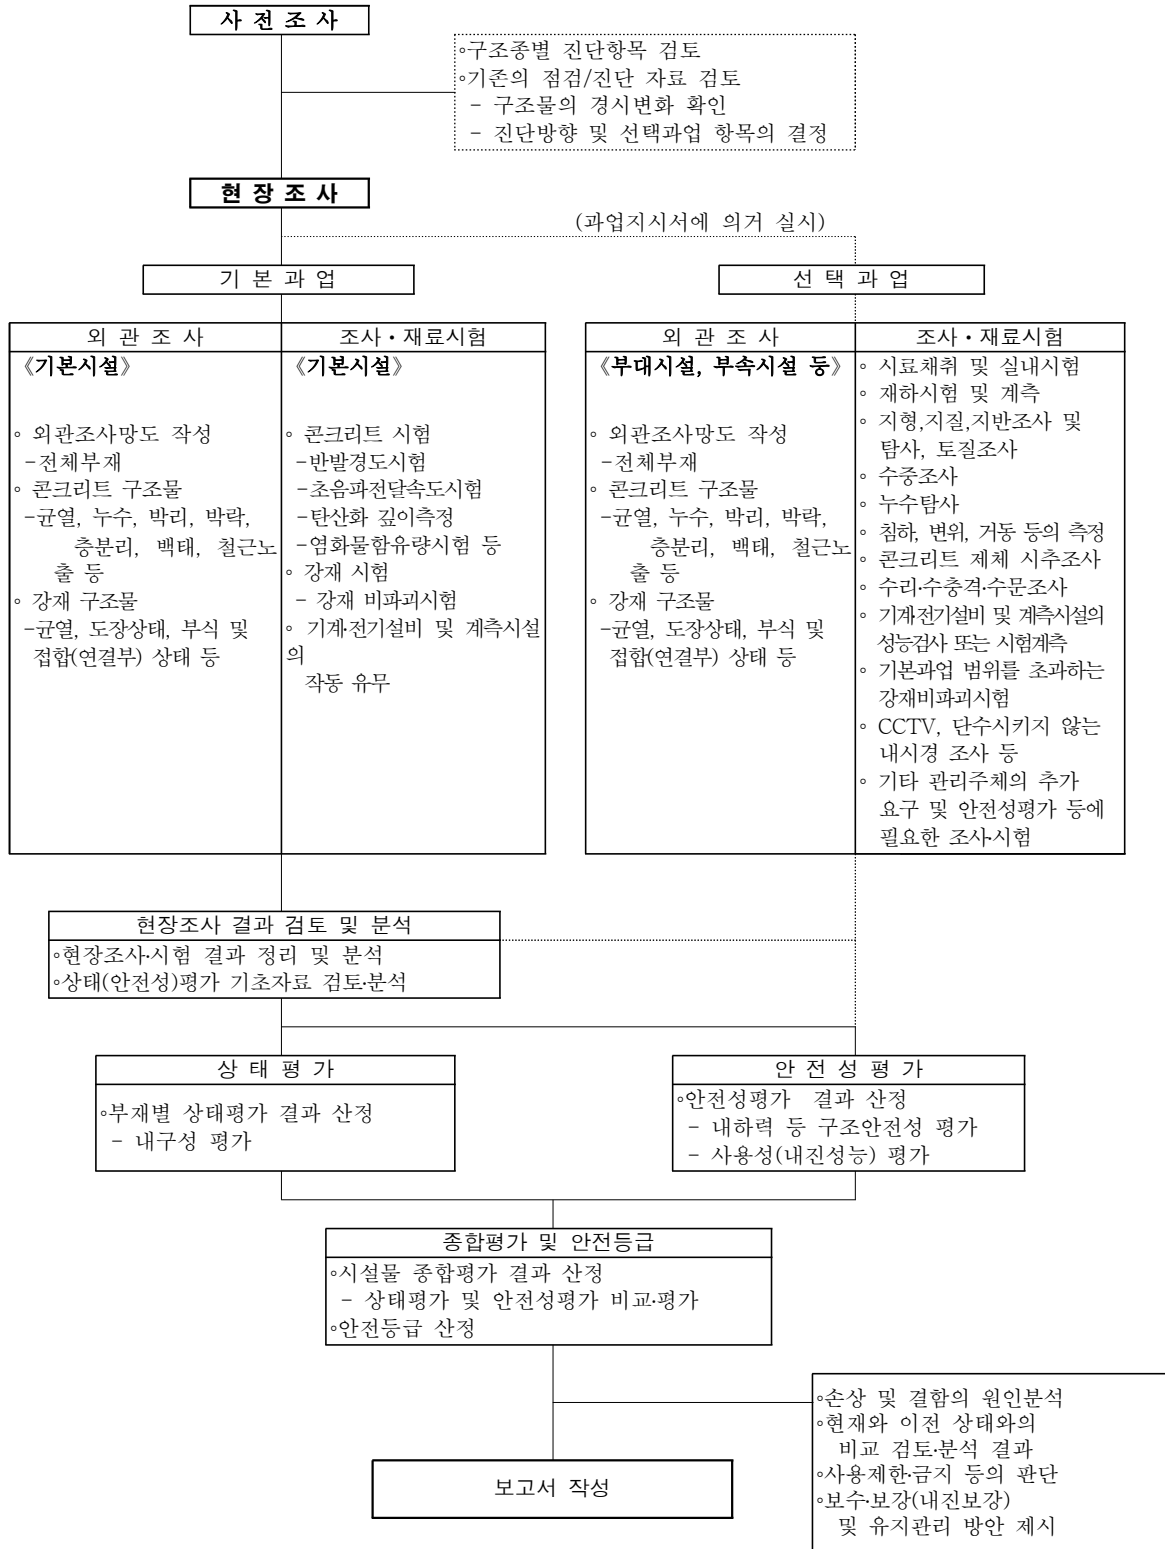 사 전 조 사
◦구조종별 진단항목 검토
◦기존의 점검/진단 자료 검토
- 구조물의 경시변화 확인
- 진단방향 및 선택과업 항목의 결정
현 장 조 사
(과업지시서에 의거 실시)
기 본 과 업
외 관 조 사
《기본시설》
◦ 외관조사망도 작성
-전체부재
◦ 콘크리트 구조물
-균열, 누수, 박리, 박락,
층분리, 백태, 철근노
출 등
◦ 강재 구조물
-균열, 도장상태, 부식 및
접합(연결부) 상태 등
조사・재료시험
《기본시설》
◦ 콘크리트 시험
-반발경도시험
-초음파전달속도시험
-탄산화 깊이측정
-염화물함유량시험 등
◦ 강재 시험
- 강재 비파괴시험
◦ 기계·전기설비 및 계측시설
의
작동 유무
선 택 과 업
외 관 조 사
《부대시설, 부속시설 등》
◦ 외관조사망도 작성
-전체부재
◦ 콘크리트 구조물
-균열, 누수, 박리, 박락,
층분리, 백태, 철근노
출 등
◦ 강재 구조물
-균열, 도장상태, 부식 및
접합(연결부) 상태 등
조사・재료시험
◦ 시료채취 및 실내시험
◦ 재하시험 및 계측
◦ 지형,지질,지반조사 및
탐사, 토질조사
◦ 수중조사
◦ 누수탐사
◦ 침하, 변위, 거동 등의 측정
◦ 콘크리트 제체 시추조사
◦ 수리·수충격·수문조사
◦ 기계·전기설비 및 계측시설의
성능검사 또는 시험계측
◦ 기본과업 범위를 초과하는
강재비파괴시험
◦ CCTV, 단수시키지 않는
내시경 조사 등
◦ 기타 관리주체의 추가
요구 및 안전성평가 등에
필요한 조사·시험
현장조사 결과 검토 및 분석
◦현장조사·시험 결과 정리 및 분석
◦상태(안전성)평가 기초자료 검토·분석
상 태 평 가
◦부재별 상태평가 결과 산정
- 내구성 평가
안 전 성 평 가
◦안전성평가 결과 산정
- 내하력 등 구조안전성 평가
- 사용성(내진성능) 평가
종합평가 및 안전등급
◦시설물 종합평가 결과 산정
- 상태평가 및 안전성평가 비교·평가
◦안전등급 산정
◦손상 및 결함의 원인분석
◦현재와 이전 상태와의
비교 검토·분석 결과
◦사용제한·금지 등의 판단
◦보수·보강(내진보강)
및 유지관리 방안 제시
보고서 작성